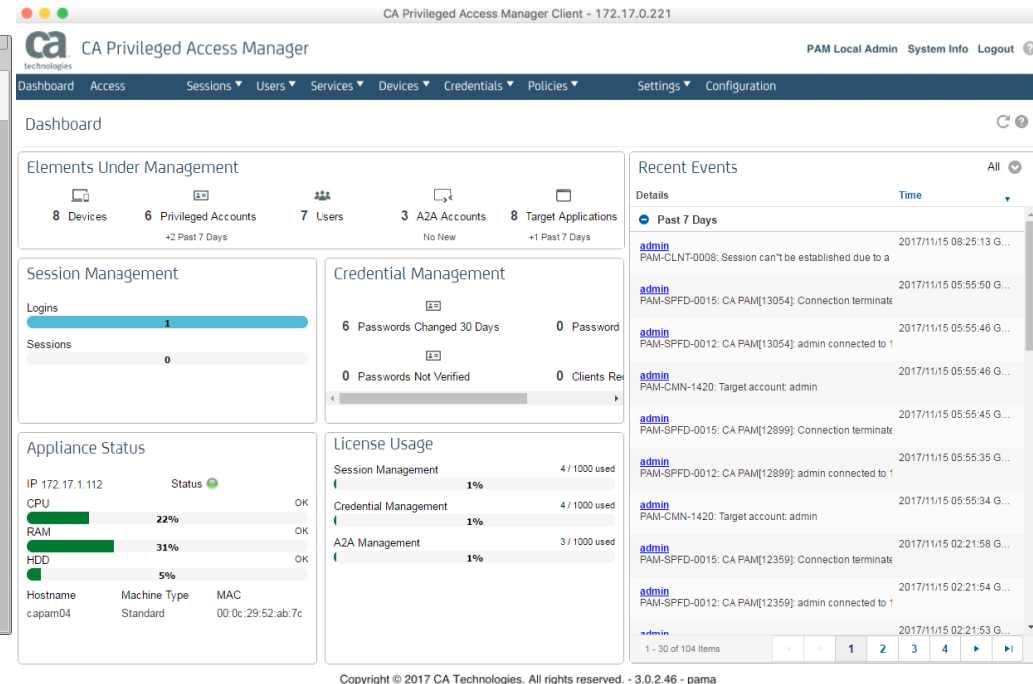 CA Privileged Access Manager Client - 172.17.0.221
ca
technologies
CA Privileged Access Manager
PAM Local Admin System Info Logout
Dashboard Access Sessions Users Services Devices Credentials Policies Settings Configuration
Dashboard
Elements Under Management
8 Devices 6 Privileged Accounts 7 Users 3 A2A Accounts 8 Target Applications
+2 Past 7 Days No New +1 Past 7 Days
Session Management
Logins
1
Sessions
0
Credential Management
6 Passwords Changed 30 Days 0 Password
0 Passwords Not Verified 0 Clients Re
Appliance Status
IP 172.17.1.112 Status
CPU OK
22%
RAM OK
31%
HDD OK
5%
Hostname Machine Type MAC
capam04 Standard 00:0c:29:52:ab:7c
License Usage
Session Management 4 / 1000 used
1%
Credential Management 4 / 1000 used
1%
A2A Management 3 / 1000 used
1%
Recent Events All
Details Time
Past 7 Days
admin 2017/11/15 08:25:13 G...
PAM-CLNT-0008: Session can"t be established due to a
admin 2017/11/15 05:55:50 G...
PAM-SPFD-0015: CA PAM[13054]: Connection terminate
admin 2017/11/15 05:55:46 G...
PAM-SPFD-0012: CA PAM[13054]: admin connected to 1
admin 2017/11/15 05:55:46 G...
PAM-CMN-1420: Target account: admin
admin 2017/11/15 05:55:45 G...
PAM-SPFD-0015: CA PAM[12899]: Connection terminate
admin 2017/11/15 05:55:35 G...
PAM-SPFD-0012: CA PAM[12899]: admin connected to 1
admin 2017/11/15 05:55:34 G...
PAM-CMN-1420: Target account: admin
admin 2017/11/15 02:21:58 G...
PAM-SPFD-0015: CA PAM[12359]: Connection terminate
admin 2017/11/15 02:21:54 G...
PAM-SPFD-0012: CA PAM[12359]: admin connected to 1
admin 2017/11/15 02:21:53 G...
1 - 30 of 104 Items 1 2 3 4
Copyright © 2017 CA Technologies. All rights reserved. - 3.0.2.46 - pama